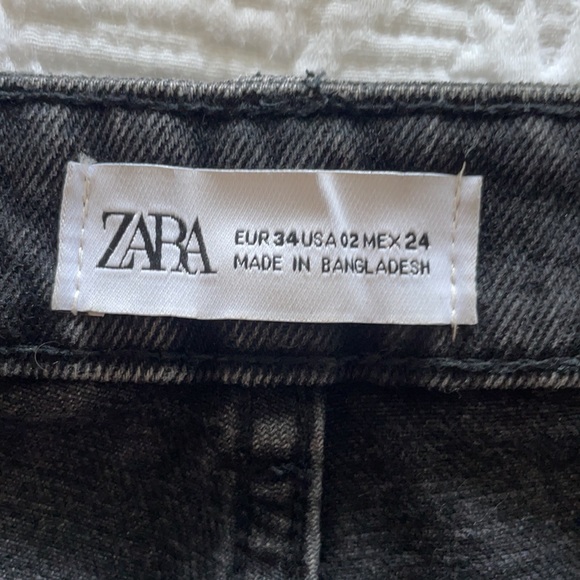 ZARA
EUR 34 USA 02 MEX 24
MADE IN BANGLADESH